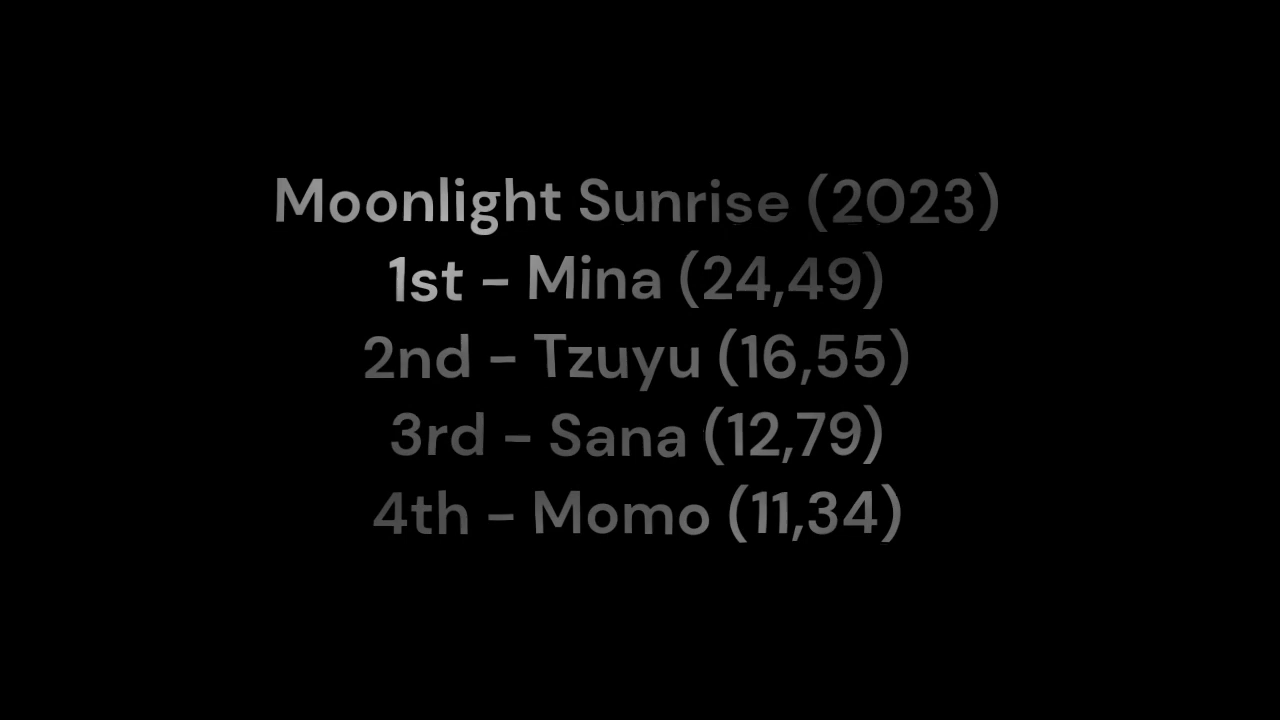 Moonlight Sunrise (2023)
1st - Mina (24,49)
2nd - Tzuyu (16,55)
3rd - Sana (12,79)
4th - Momo (11,34)